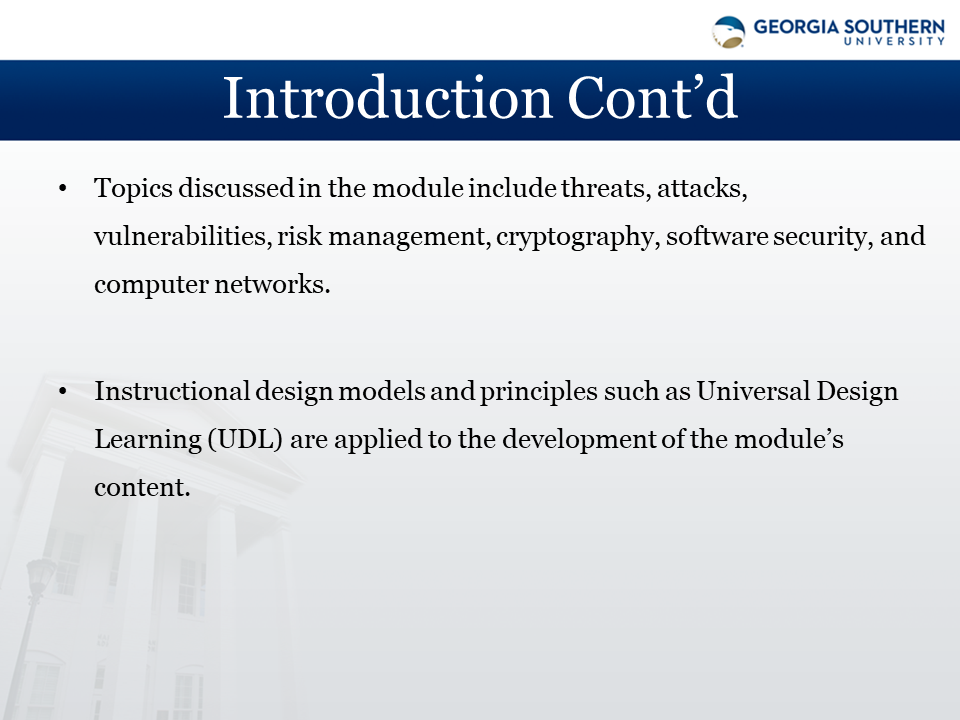 GEORGIA SOUTHERN
UNIVERSITY
Introduction Cont’d
• Topics discussed in the module include threats, attacks,
vulnerabilities, risk management, cryptography, software security, and
computer networks.
• Instructional design models and principles such as Universal Design
Learning (UDL) are applied to the development of the module’s
content.